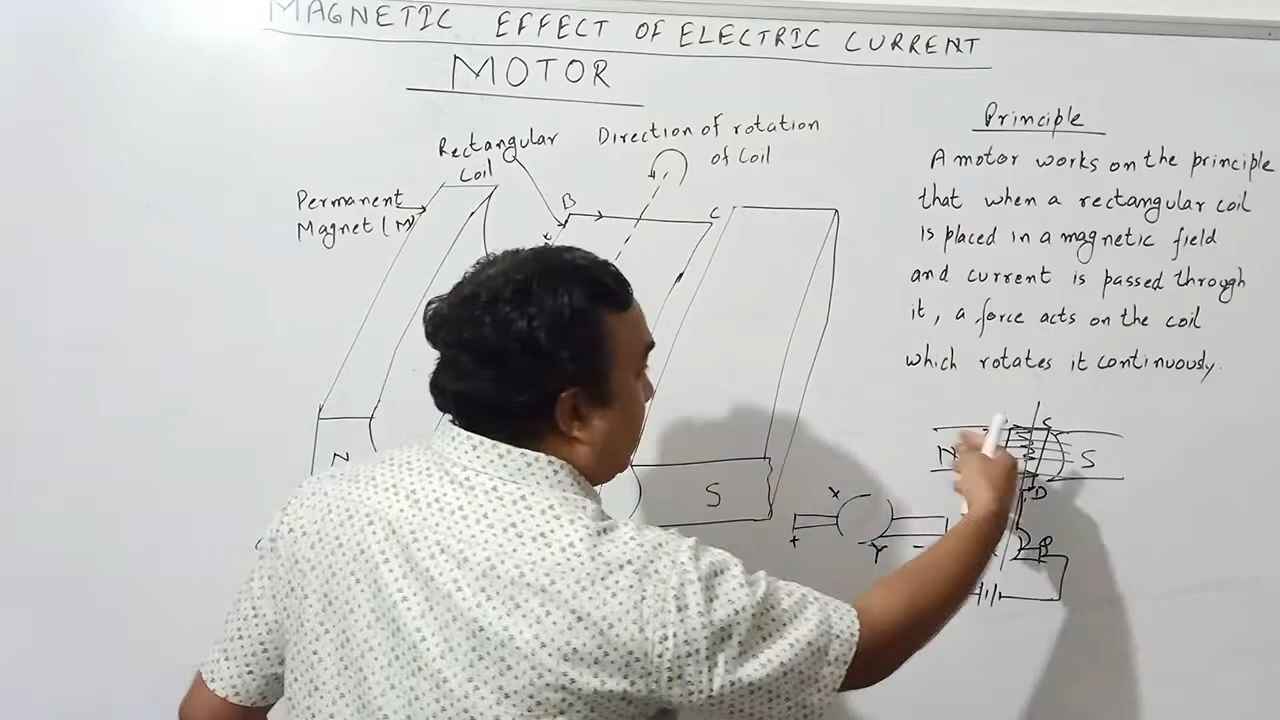 MAGNETIC EFFECT OF ELECTRIC CURRENT
MOTOR
Rectangular
Coil
Direction of rotation
of Coil
Permanent
Magnet (M)
B
C
N
S
Principle
A motor works on the principle
that when a rectangular coil
is placed in a magnetic field
and current is passed through
it, a force acts on the coil
which rotates it continuously.
N
C
S
D
X
Y
+
-